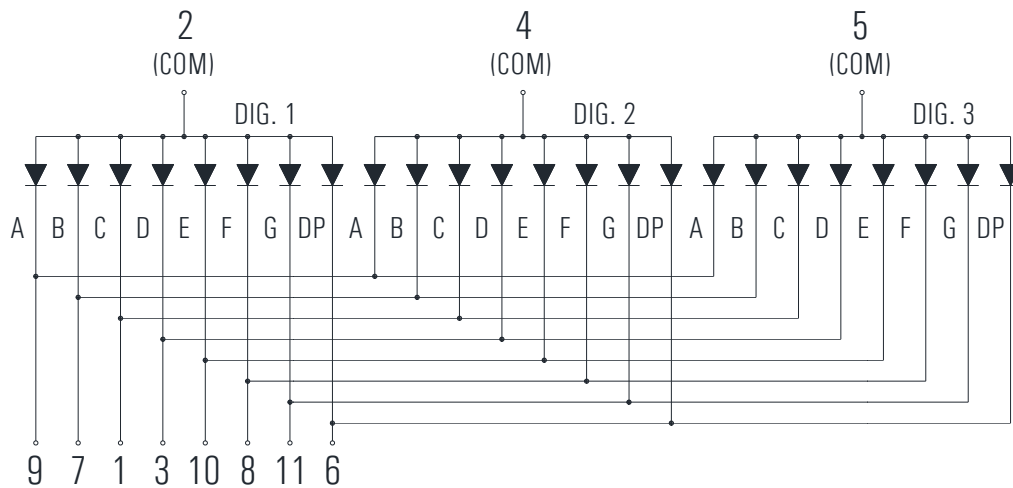 2 4 5
(COM) (COM) (COM)
DIG. 1 DIG. 2 DIG. 3
A B C D E F G DP A B C D E F G DP A B C D E F G DP
9 7 1 3 10 8 11 6